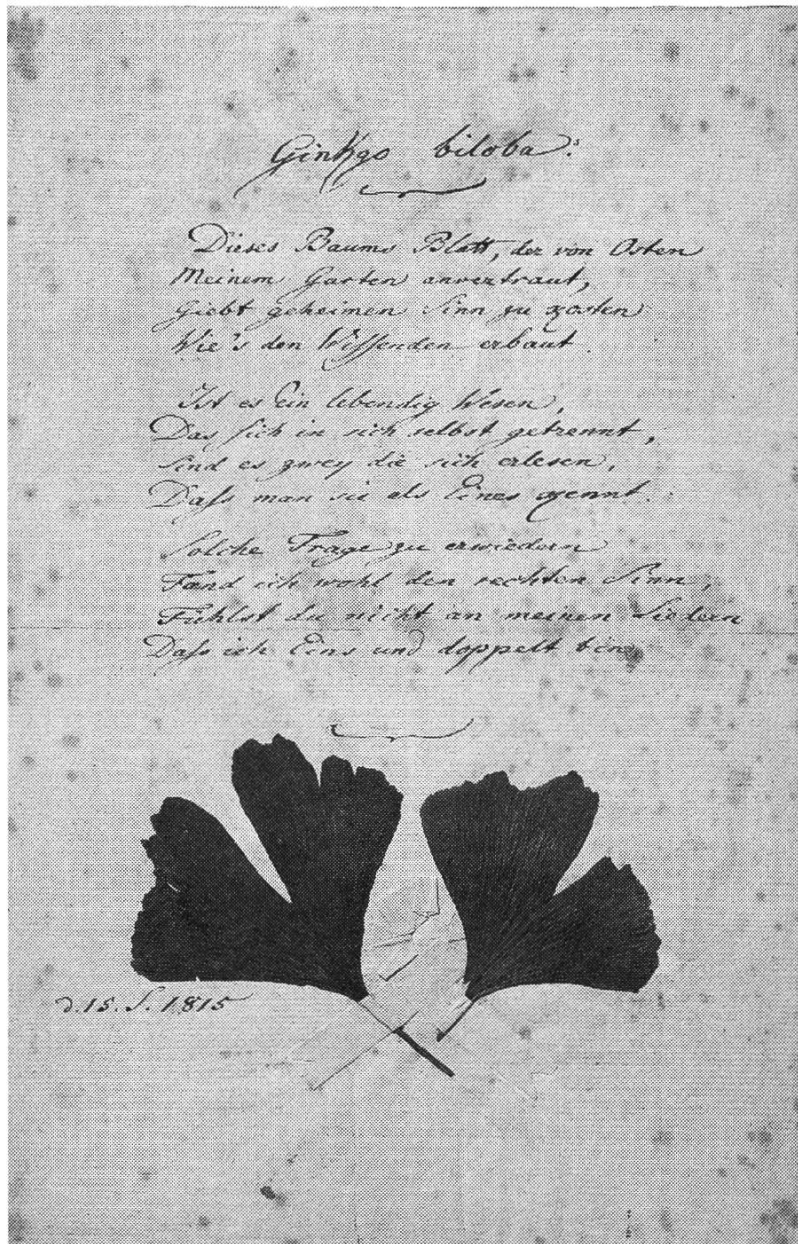 Ginkgo biloba.
Dieses Baums Blatt, der von Osten
Meinem Garten anvertraut,
Giebt geheimen Sinn zu kosten
Wie's den Wissenden erbaut.
Ist es Ein lebendig Wesen,
Das sich in sich selbst getrennt,
Sind es zwey die sich erlesen,
Dass man sie als Eines kennt.
Solche Frage zu erwiedern
Fand ich wohl den rechten Sinn,
Fühlst du nicht an meinen Liedern
Dass ich Eins und doppelt bin,
d. 15. S. 1815